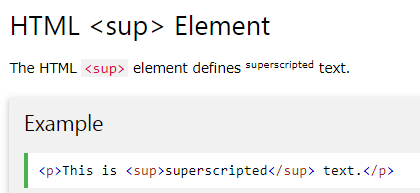 HTML <sup> Element
The HTML <sup> element defines superscripted text.
Example
<p>This is <sup>superscripted</sup> text.</p>